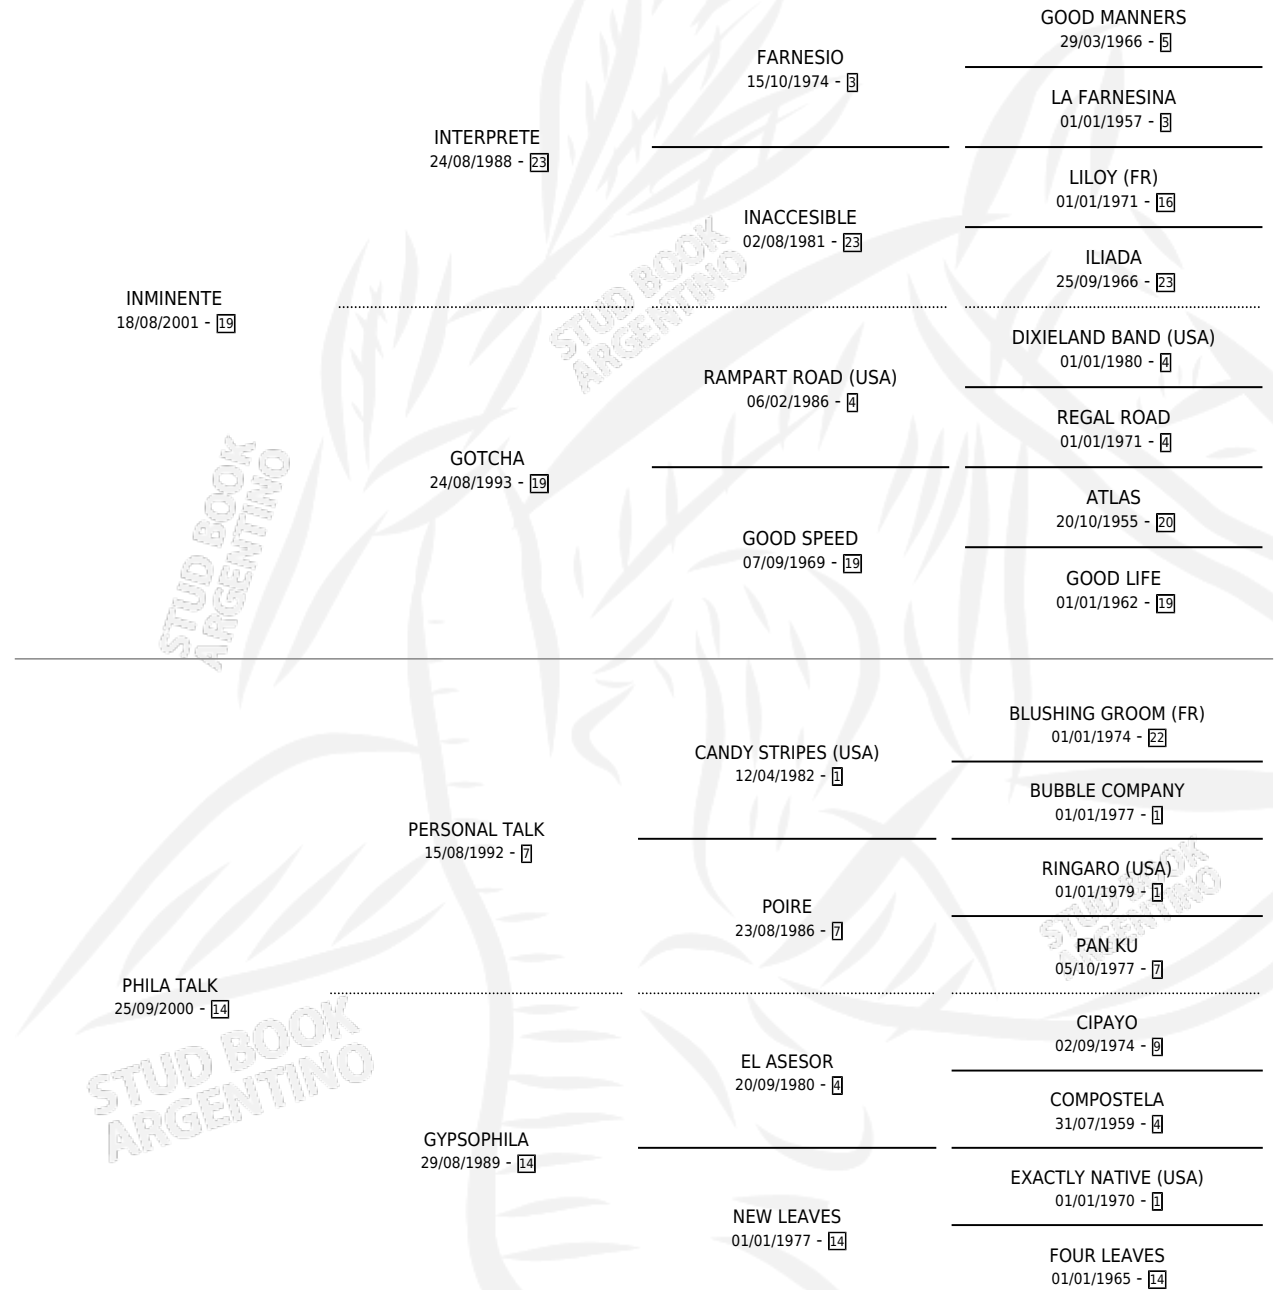 GOOD MANNERS
29/03/1966 - 5
FARNESIO
15/10/1974 - 3
LA FARNESINA
01/01/1957 - 3
INTERPRETE
24/08/1988 - 23
LILOY (FR)
01/01/1971 - 16
INACCESIBLE
02/08/1981 - 23
ILIADA
25/09/1966 - 23
INMINENTE
18/08/2001 - 19
DIXIELAND BAND (USA)
01/01/1980 - 4
RAMPART ROAD (USA)
06/02/1986 - 4
REGAL ROAD
01/01/1971 - 4
GOTCHA
24/08/1993 - 19
ATLAS
20/10/1955 - 20
GOOD SPEED
07/09/1969 - 19
GOOD LIFE
01/01/1962 - 19
STUD BOOK
ARGENTINO
STUD BOOK
ARGENTINO
BLUSHING GROOM (FR)
01/01/1974 - 22
CANDY STRIPES (USA)
12/04/1982 - 1
BUBBLE COMPANY
01/01/1977 - 1
PERSONAL TALK
15/08/1992 - 7
RINGARO (USA)
01/01/1979 - 1
POIRE
23/08/1986 - 7
PAN KU
05/10/1977 - 7
PHILA TALK
25/09/2000 - 14
CIPAYO
02/09/1974 - 9
EL ASESOR
20/09/1980 - 4
COMPOSTELA
31/07/1959 - 4
GYPSOPHILA
29/08/1989 - 14
EXACTLY NATIVE (USA)
01/01/1970 - 1
NEW LEAVES
01/01/1977 - 14
FOUR LEAVES
01/01/1965 - 14
STUD BOOK
ARGENTINO
STUD BOOK
ARGENTINO